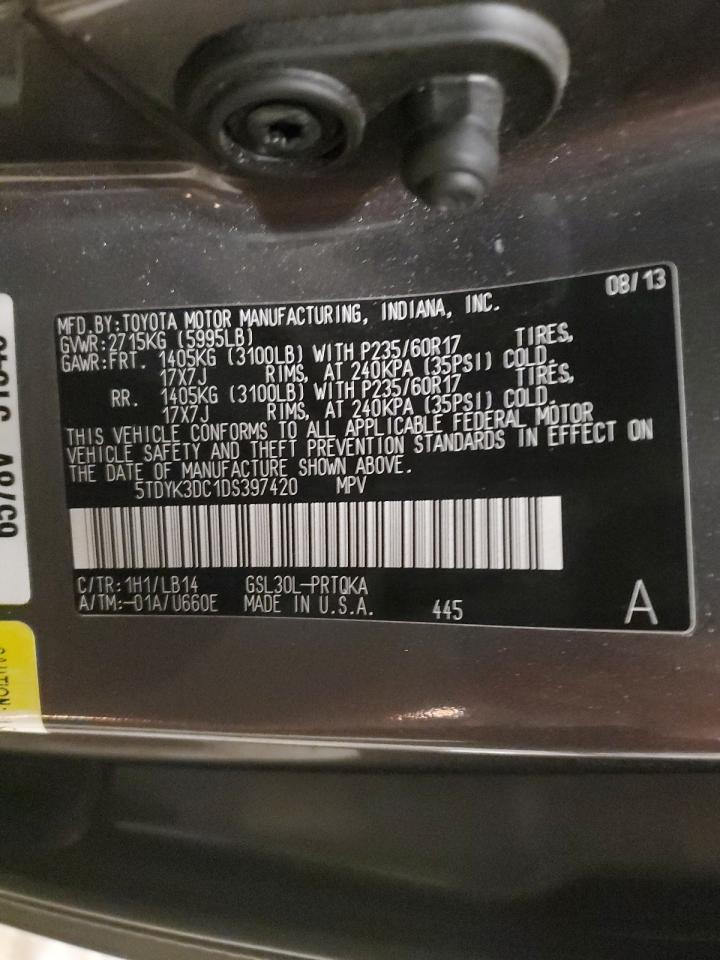 08/13
MFD.BY:TOYOTA MOTOR MANUFACTURING, INDIANA, INC.
GVWR:2715KG (5995LB)
GAWR:FRT. 1405KG (3100LB) WITH P235/60R17 TIRES,
17X7J RIMS, AT 240KPA (35PSI) COLD.
RR. 1405KG (3100LB) WITH P235/60R17 TIRES,
17X7J RIMS, AT 240KPA (35PSI) COLD.
THIS VEHICLE CONFORMS TO ALL APPLICABLE FEDERAL MOTOR
VEHICLE SAFETY AND THEFT PREVENTION STANDARDS IN EFFECT ON
THE DATE OF MANUFACTURE SHOWN ABOVE.
5TDYK3DC1DS397420 MPV
C/TR:1H1/LB14 GSL30L-PRTQKA
A/TM:-01A/U660E MADE IN U.S.A. 445
A